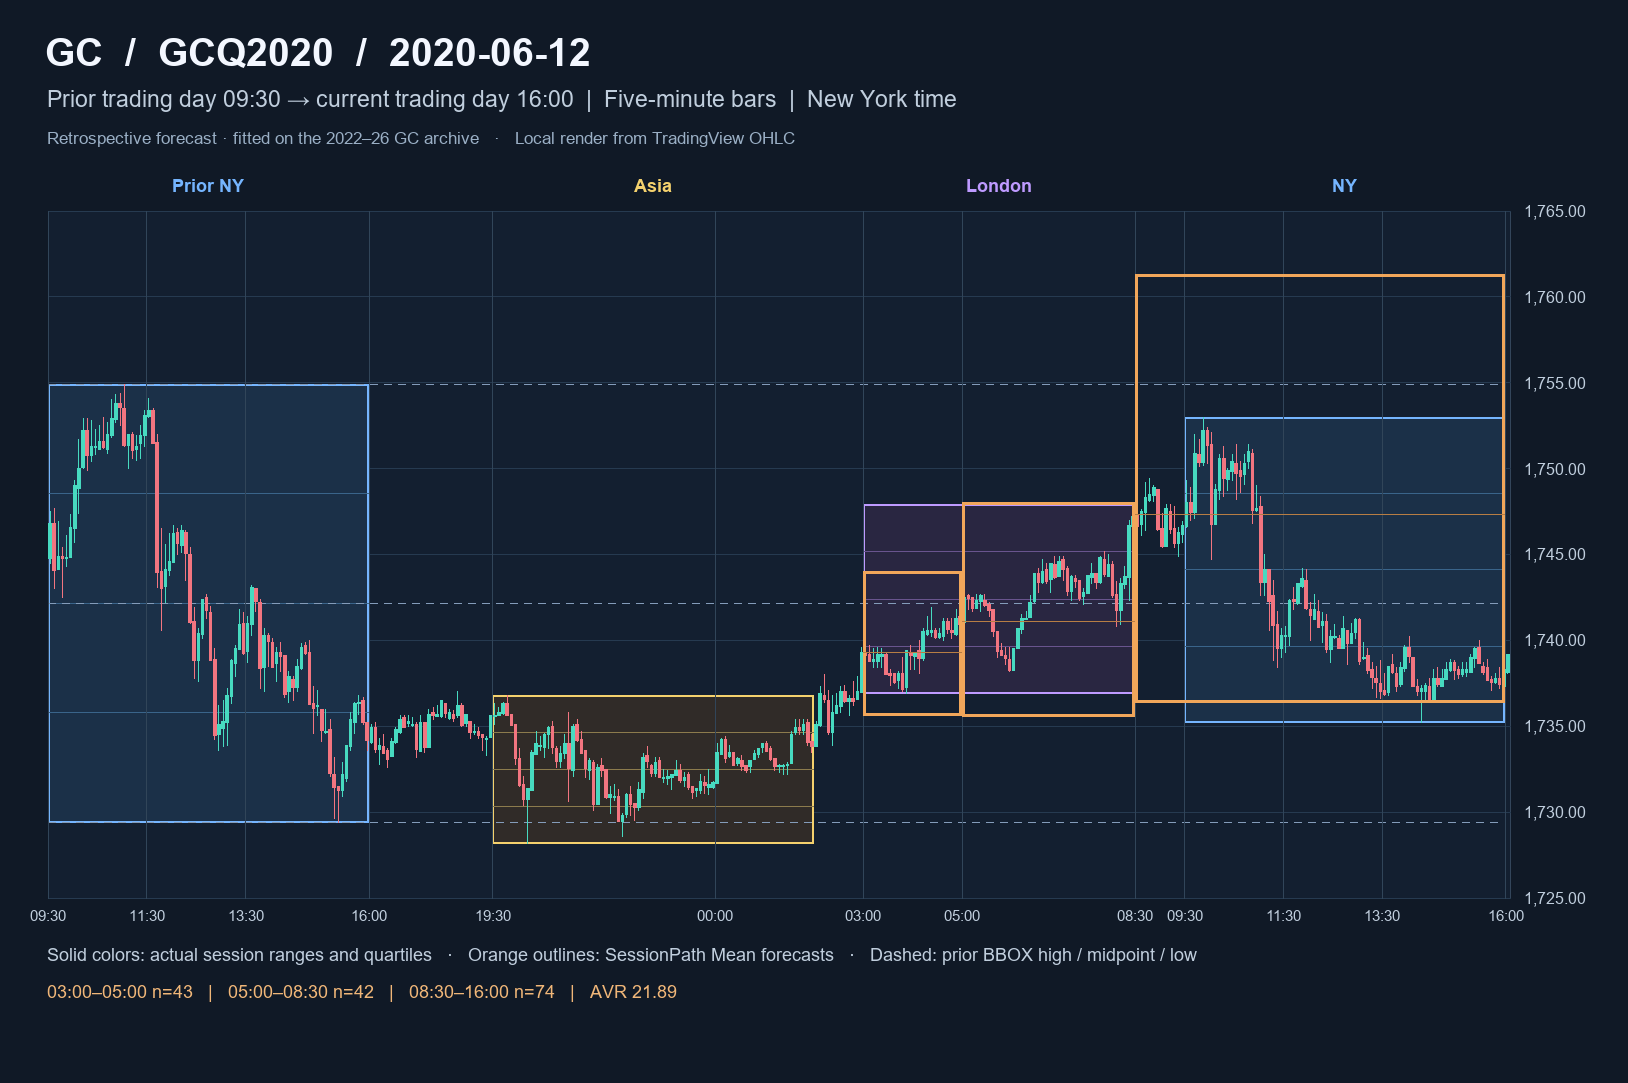 GC / GCQ2020 / 2020-06-12
Prior trading day 09:30 → current trading day 16:00 | Five-minute bars | New York time
Retrospective forecast · fitted on the 2022–26 GC archive · Local render from TradingView OHLC
Prior NY Asia London NY
1,765.00
1,760.00
1,755.00
1,750.00
1,745.00
1,740.00
1,735.00
1,730.00
1,725.00
09:30 11:30 13:30 16:00 19:30 00:00 03:00 05:00 08:30 09:30 11:30 13:30 16:00
Solid colors: actual session ranges and quartiles · Orange outlines: SessionPath Mean forecasts · Dashed: prior BBOX high / midpoint / low
03:00–05:00 n=43 | 05:00–08:30 n=42 | 08:30–16:00 n=74 | AVR 21.89